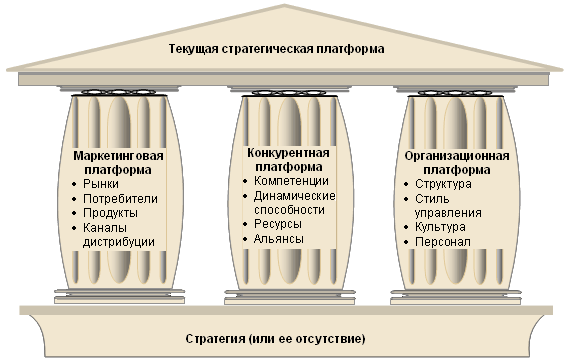 Текущая стратегическая платформа
Маркетинговая
платформа
• Рынки
• Потребители
• Продукты
• Каналы
дистрибуции
Конкурентная
платформа
• Компетенции
• Динамические
способности
• Ресурсы
• Альянсы
Организационная
платформа
• Структура
• Стиль
управления
• Культура
• Персонал
Стратегия (или ее отсутствие)